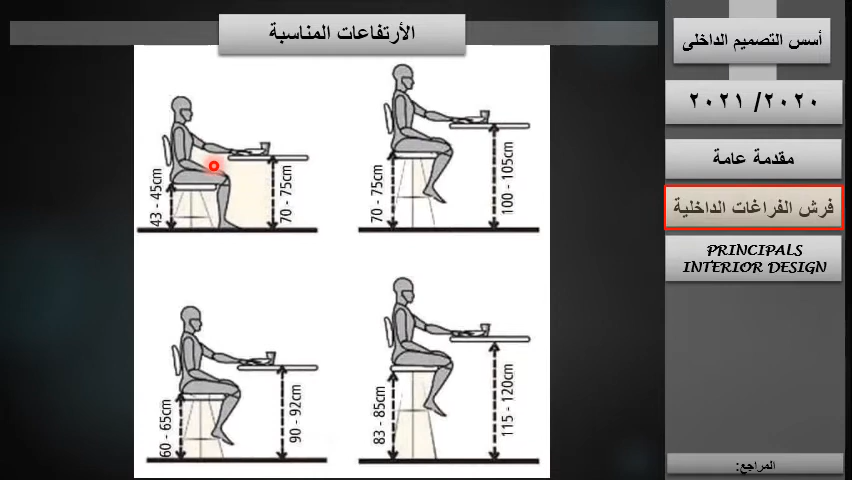 الأرتفاعات المناسبة
43 - 45cm
70 - 75cm
70 - 75cm
100 - 105cm
60 - 65cm
90 - 92cm
83 - 85cm
115 - 120cm
أسس التصميم الداخلى
٢٠٢٠/ ٢٠٢١
مقدمة عامة
فرش الفراغات الداخلية
PRINCIPALS
INTERIOR DESIGN
المراجع: